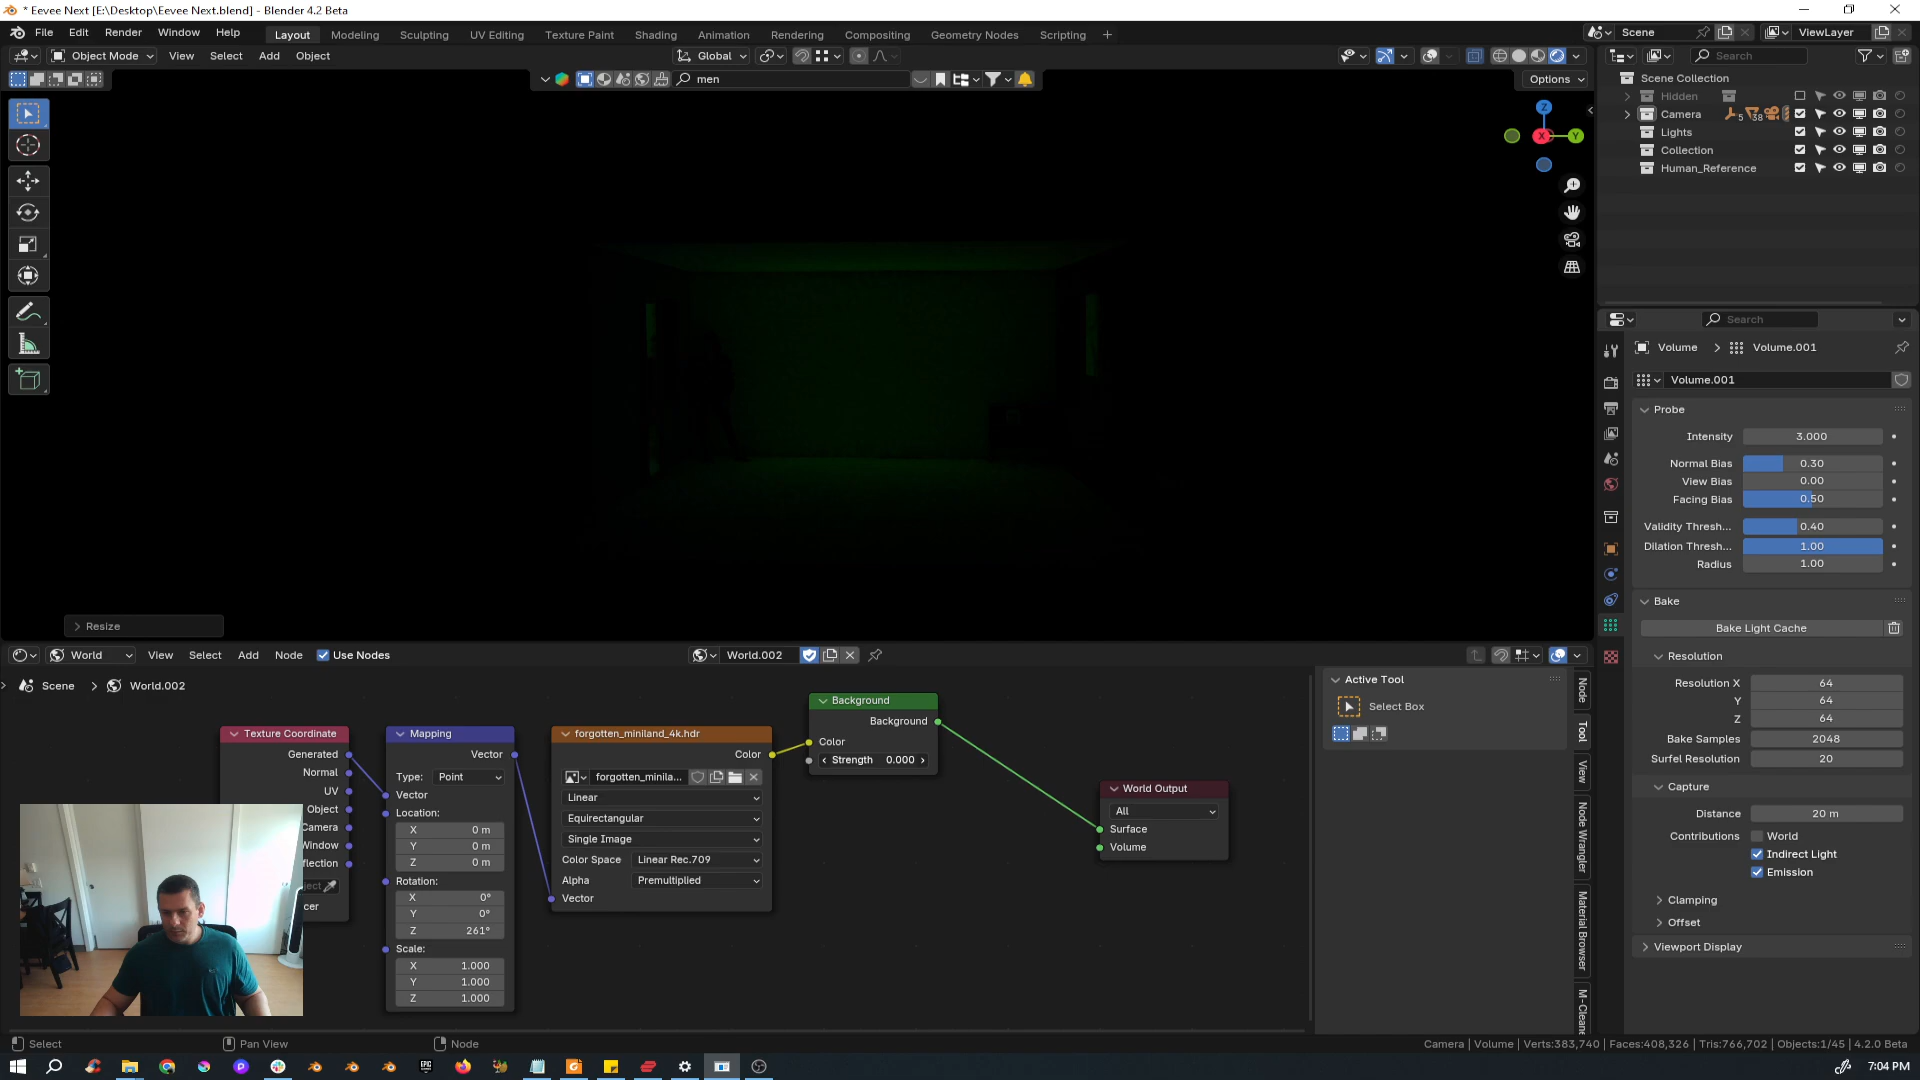 * Eevee Next [E:\Desktop\Eevee Next.blend] - Blender 4.2 Beta
File Edit Render Window Help Layout Modeling Sculpting UV Editing Texture Paint Shading Animation Rendering Compositing Geometry Nodes Scripting + Scene ViewLayer
Object Mode View Select Add Object Global Search
men Options
Scene Collection
Hidden
Camera 5 38
Lights
Collection
Human_Reference
Z
X Y
Search
Volume > Volume.001
Volume.001
Probe
Intensity 3.000
Normal Bias 0.30
View Bias 0.00
Facing Bias 0.50
Validity Thresh... 0.40
Dilation Thresh... 1.00
Radius 1.00
Bake
Bake Light Cache
Resolution
Resolution X 64
Y 64
Z 64
Bake Samples 2048
Surfel Resolution 20
Capture
Distance 20 m
Contributions World
Indirect Light
Emission
Clamping
Offset
Viewport Display
Resize
World View Select Add Node Use Nodes World.002
Scene > World.002
Texture Coordinate
Generated
Normal
UV
Object
Camera
Window
flection
ject
cer
Mapping
Vector
Type: Point
Vector
Location:
X 0 m
Y 0 m
Z 0 m
Rotation:
X 0°
Y 0°
Z 261°
Scale:
X 1.000
Y 1.000
Z 1.000
forgotten_miniland_4k.hdr
Color
forgotten_minila...
Linear
Equirectangular
Single Image
Color Space Linear Rec.709
Alpha Premultiplied
Vector
Background
Background
Color
Strength 0.000
World Output
All
Surface
Volume
Active Tool
Select Box
Node
Tool
View
Node Wrangler
Material Browser
M-Cleane
Select Pan View Node Camera | Volume | Verts:383,740 | Faces:408,326 | Tris:766,702 | Objects:1/45 | 4.2.0 Beta
7:04 PM